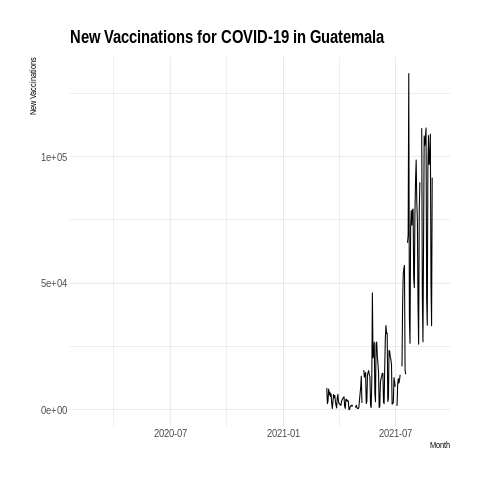 New Vaccinations for COVID-19 in Guatemala
New Vaccinations
1e+05
5e+04
0e+00
2020-07
2021-01
2021-07
Month